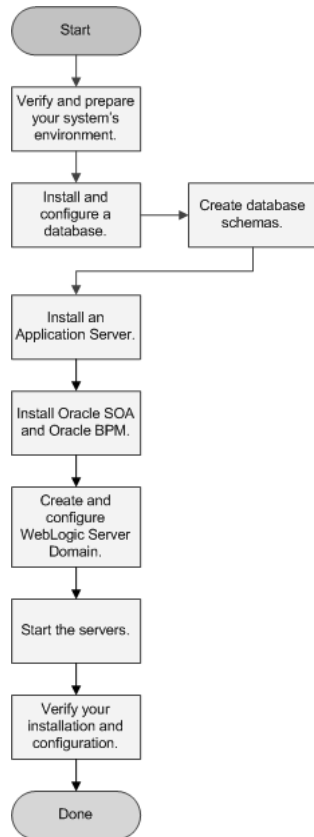 Start
Verify and prepare
your system's
environment.
Install and
configure a
database.
Create database
schemas.
Install an
Application Server.
Install Oracle SOA
and Oracle BPM.
Create and
configure
WebLogic Server
Domain.
Start the servers.
Verify your
installation and
configuration.
Done